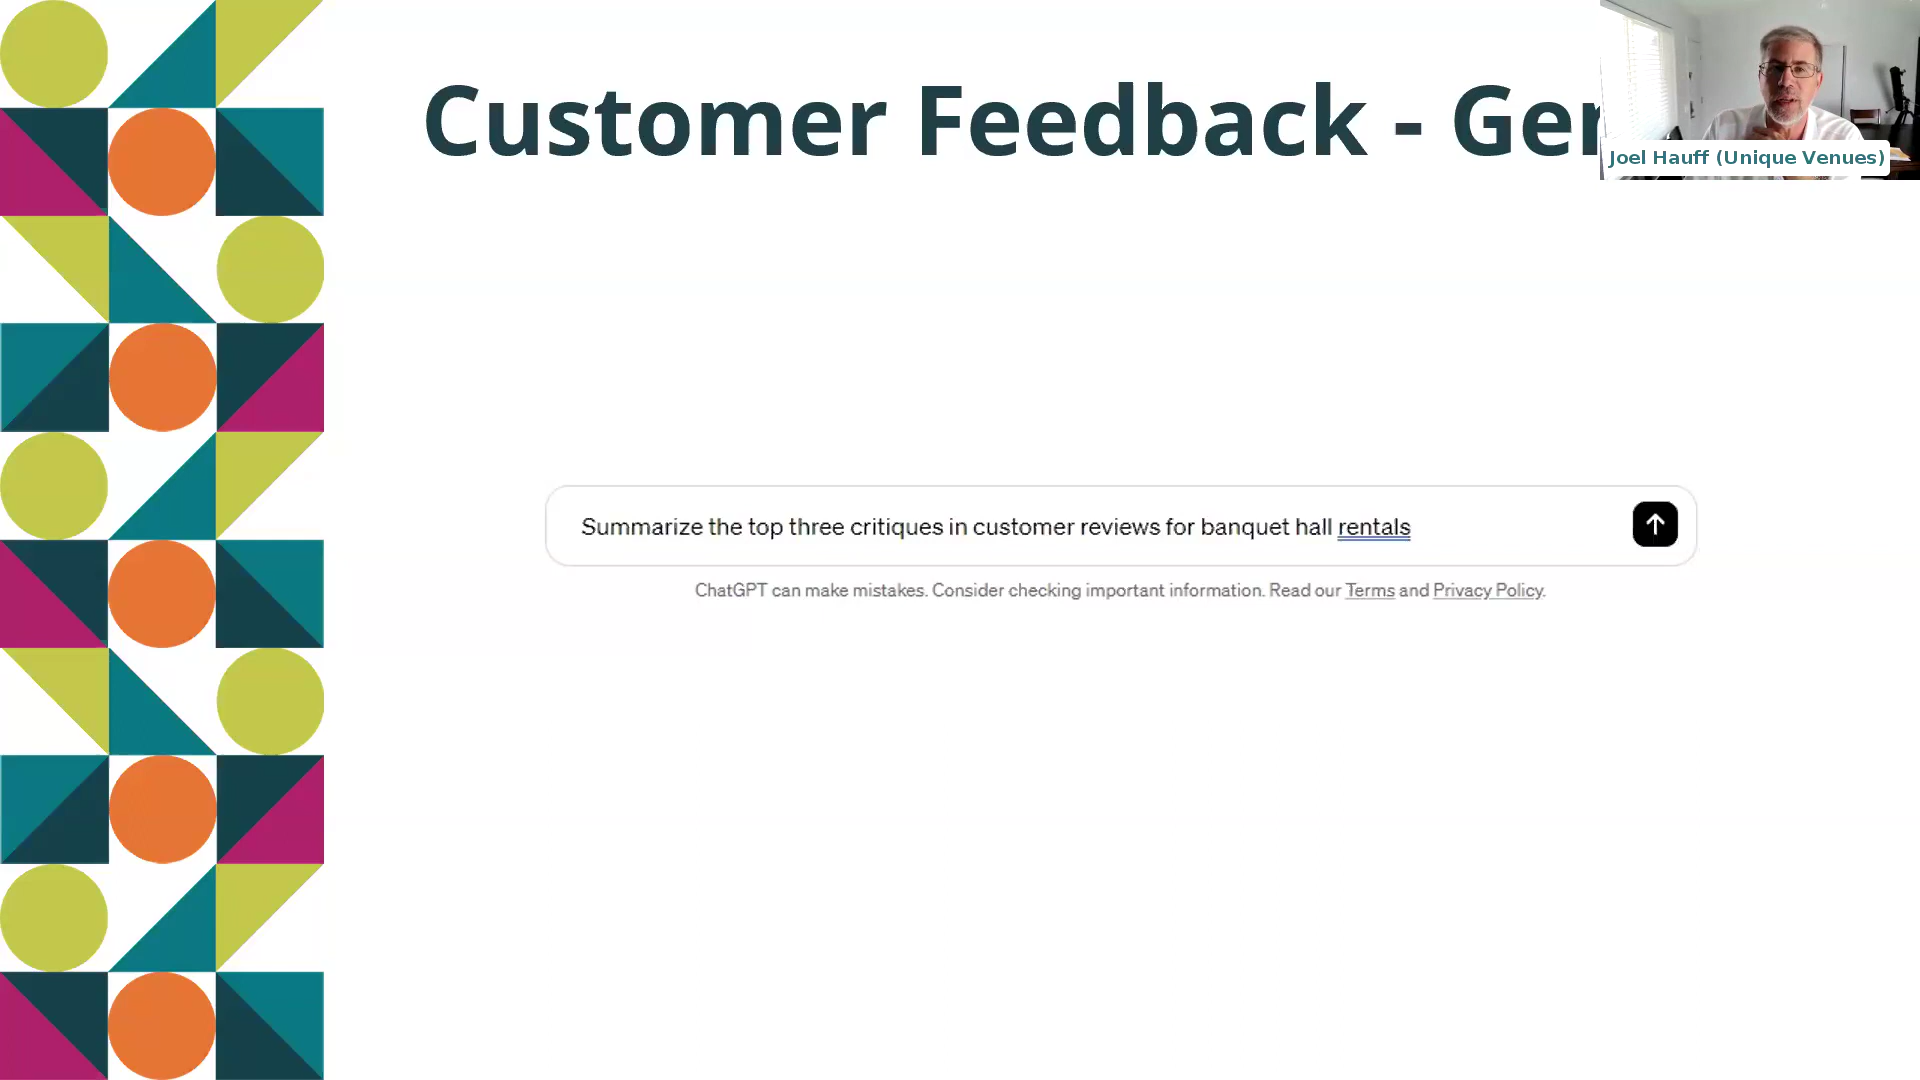 Customer Feedback - Ger
Joel Hauff (Unique Venues)
Summarize the top three critiques in customer reviews for banquet hall rentals
ChatGPT can make mistakes. Consider checking important information. Read our Terms and Privacy Policy.